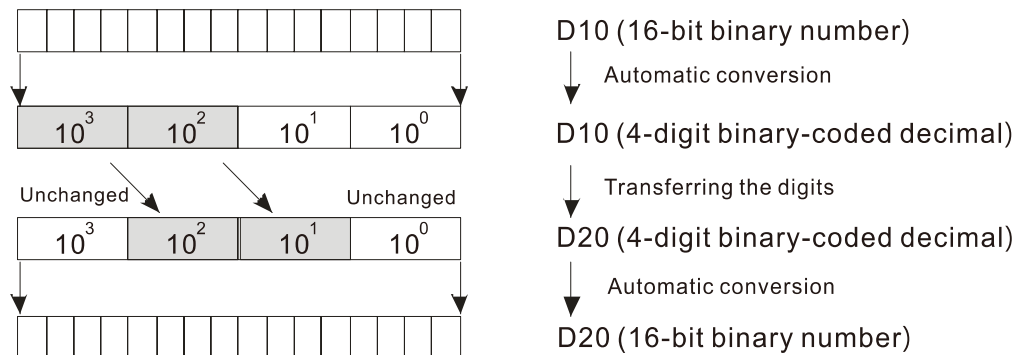 D10 (16-bit binary number)
Automatic conversion
10³ 10² 10¹ 10⁰
D10 (4-digit binary-coded decimal)
Transferring the digits
Unchanged Unchanged
10³ 10² 10¹ 10⁰
D20 (4-digit binary-coded decimal)
Automatic conversion
D20 (16-bit binary number)